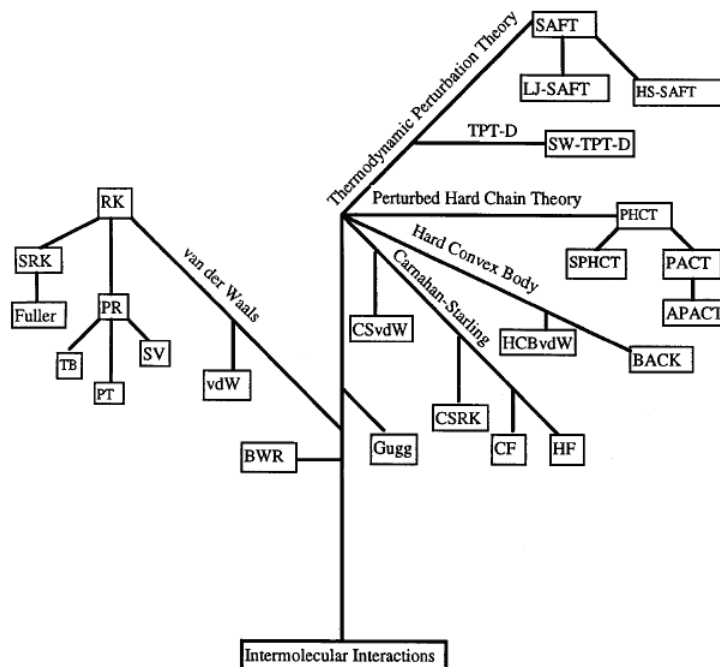 SAFT
LJ-SAFT
HS-SAFT
Thermodynamic Perturbation Theory
TPT-D
SW-TPT-D
Perturbed Hard Chain Theory
PHCT
RK
Hard Convex Body
SRK
van der Waals
SPHCT
PACT
Carnahan-Starling
Fuller
PR
CSvdW
HCBvdW
APACT
TB
SV
vdW
BACK
PT
CSRK
BWR
Gugg
CF
HF
Intermolecular Interactions